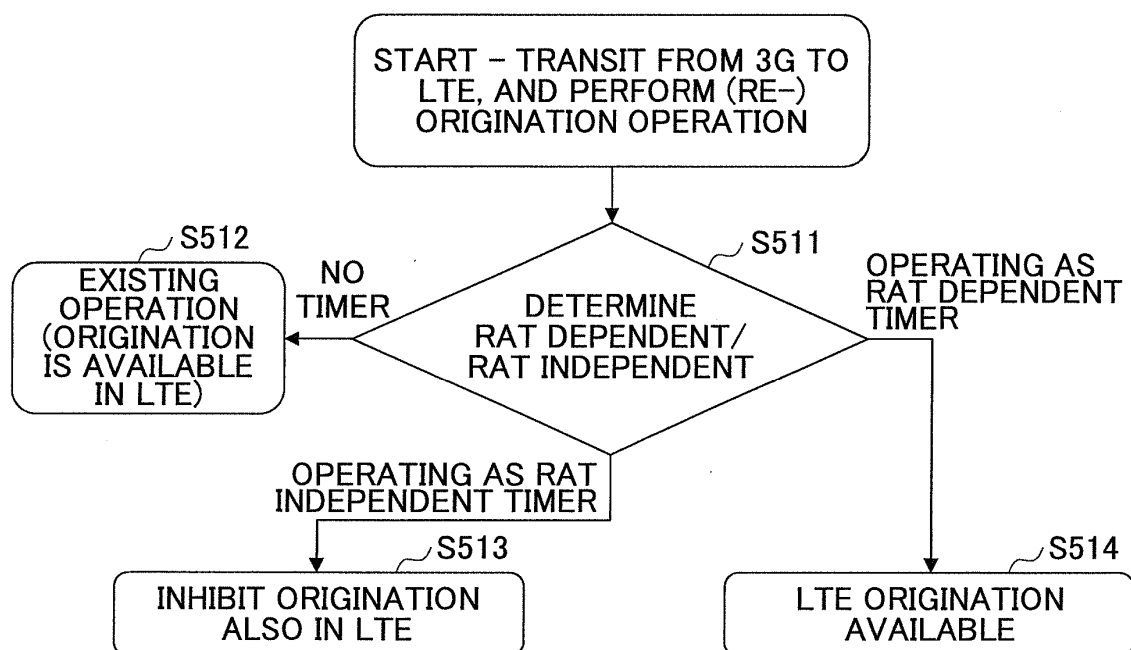 START – TRANSIT FROM 3G TO
LTE, AND PERFORM (RE-)
ORIGINATION OPERATION
S512
S511
EXISTING
OPERATION
(ORIGINATION
IS AVAILABLE
IN LTE)
NO
TIMER
DETERMINE
RAT DEPENDENT/
RAT INDEPENDENT
OPERATING AS
RAT DEPENDENT
TIMER
OPERATING AS RAT
INDEPENDENT TIMER
S513
S514
INHIBIT ORIGINATION
ALSO IN LTE
LTE ORIGINATION
AVAILABLE